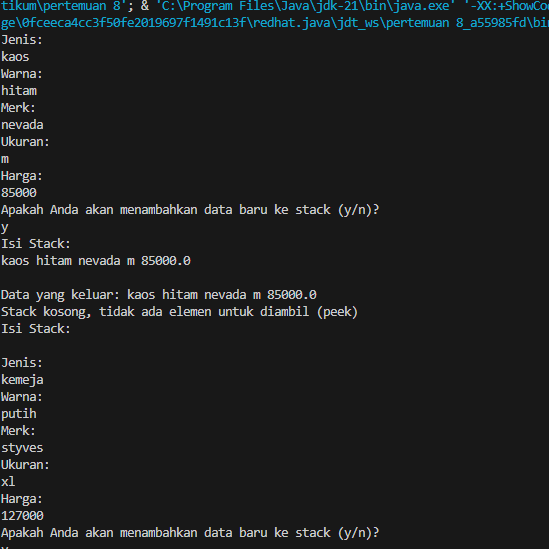 tikum\pertemuan 8'; & 'C:\Program Files\Java\jdk-21\bin\java.exe' '-XX:+ShowCo
ge\0fceeca4cc3f50fe2019697f1491c13f\redhat.java\jdt_ws\pertemuan 8_a55985fd\bin
Jenis:
kaos
Warna:
hitam
Merk:
nevada
Ukuran:
m
Harga:
85000
Apakah Anda akan menambahkan data baru ke stack (y/n)?
y
Isi Stack:
kaos hitam nevada m 85000.0
Data yang keluar: kaos hitam nevada m 85000.0
Stack kosong, tidak ada elemen untuk diambil (peek)
Isi Stack:
Jenis:
kemeja
Warna:
putih
Merk:
styves
Ukuran:
xl
Harga:
127000
Apakah Anda akan menambahkan data baru ke stack (y/n)?